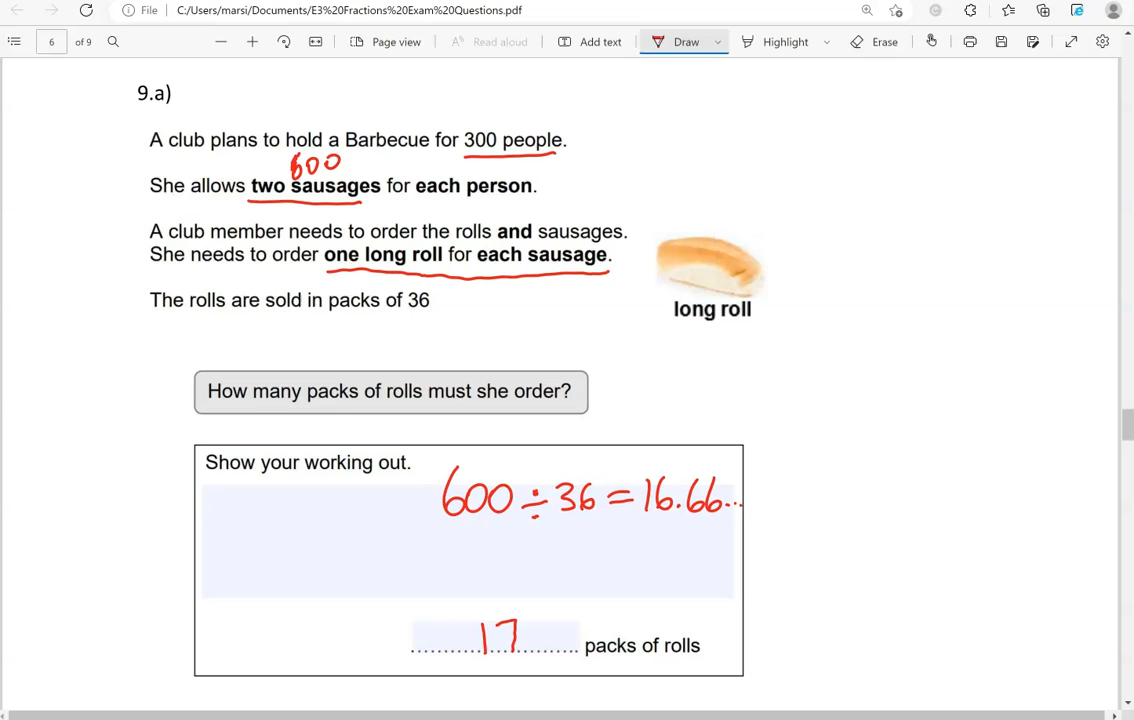 File C:/Users/marsi/Documents/E3%20Fractions%20Exam%20Questions.pdf
6 of 9 Page view Read aloud Add text Draw Highlight Erase
9.a)
A club plans to hold a Barbecue for 300 people.
600
She allows two sausages for each person.
A club member needs to order the rolls and sausages.
She needs to order one long roll for each sausage.
The rolls are sold in packs of 36
long roll
How many packs of rolls must she order?
Show your working out.
600 ÷ 36 = 16.66...
17 packs of rolls